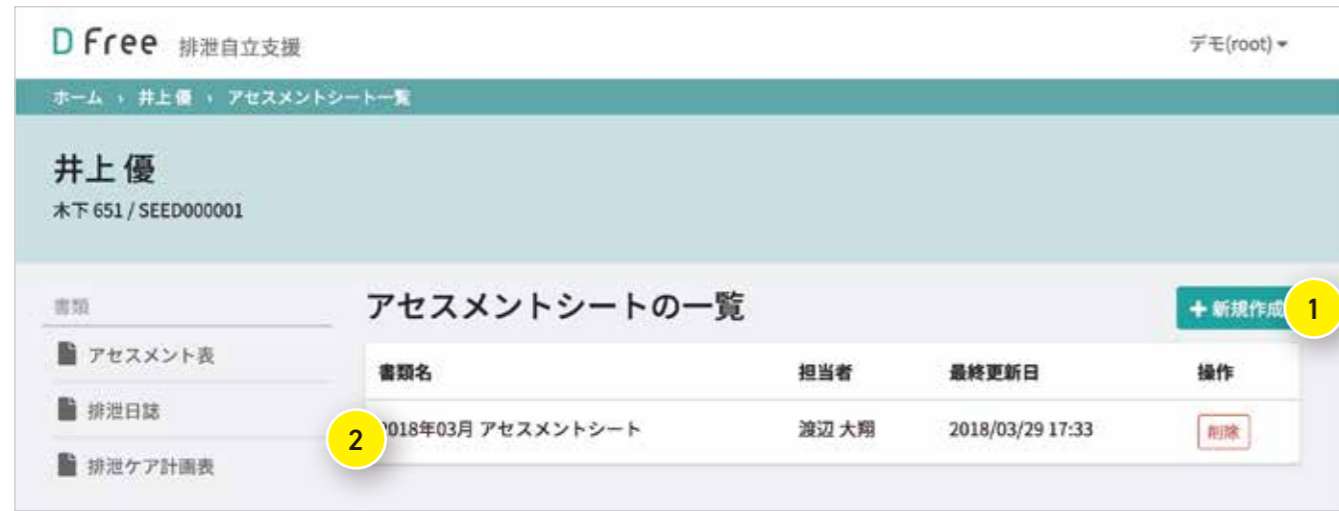 D Free 排泄自立支援
デモ(root)
ホーム › 井上 優 › アセスメントシート一覧
井上 優
木下 651 / SEED000001
書類
アセスメント表
排泄日誌
排泄ケア計画表
アセスメントシートの一覧
+ 新規作成
1
書類名 担当者 最終更新日 操作
2
2018年03月 アセスメントシート 渡辺 大翔 2018/03/29 17:33 削除